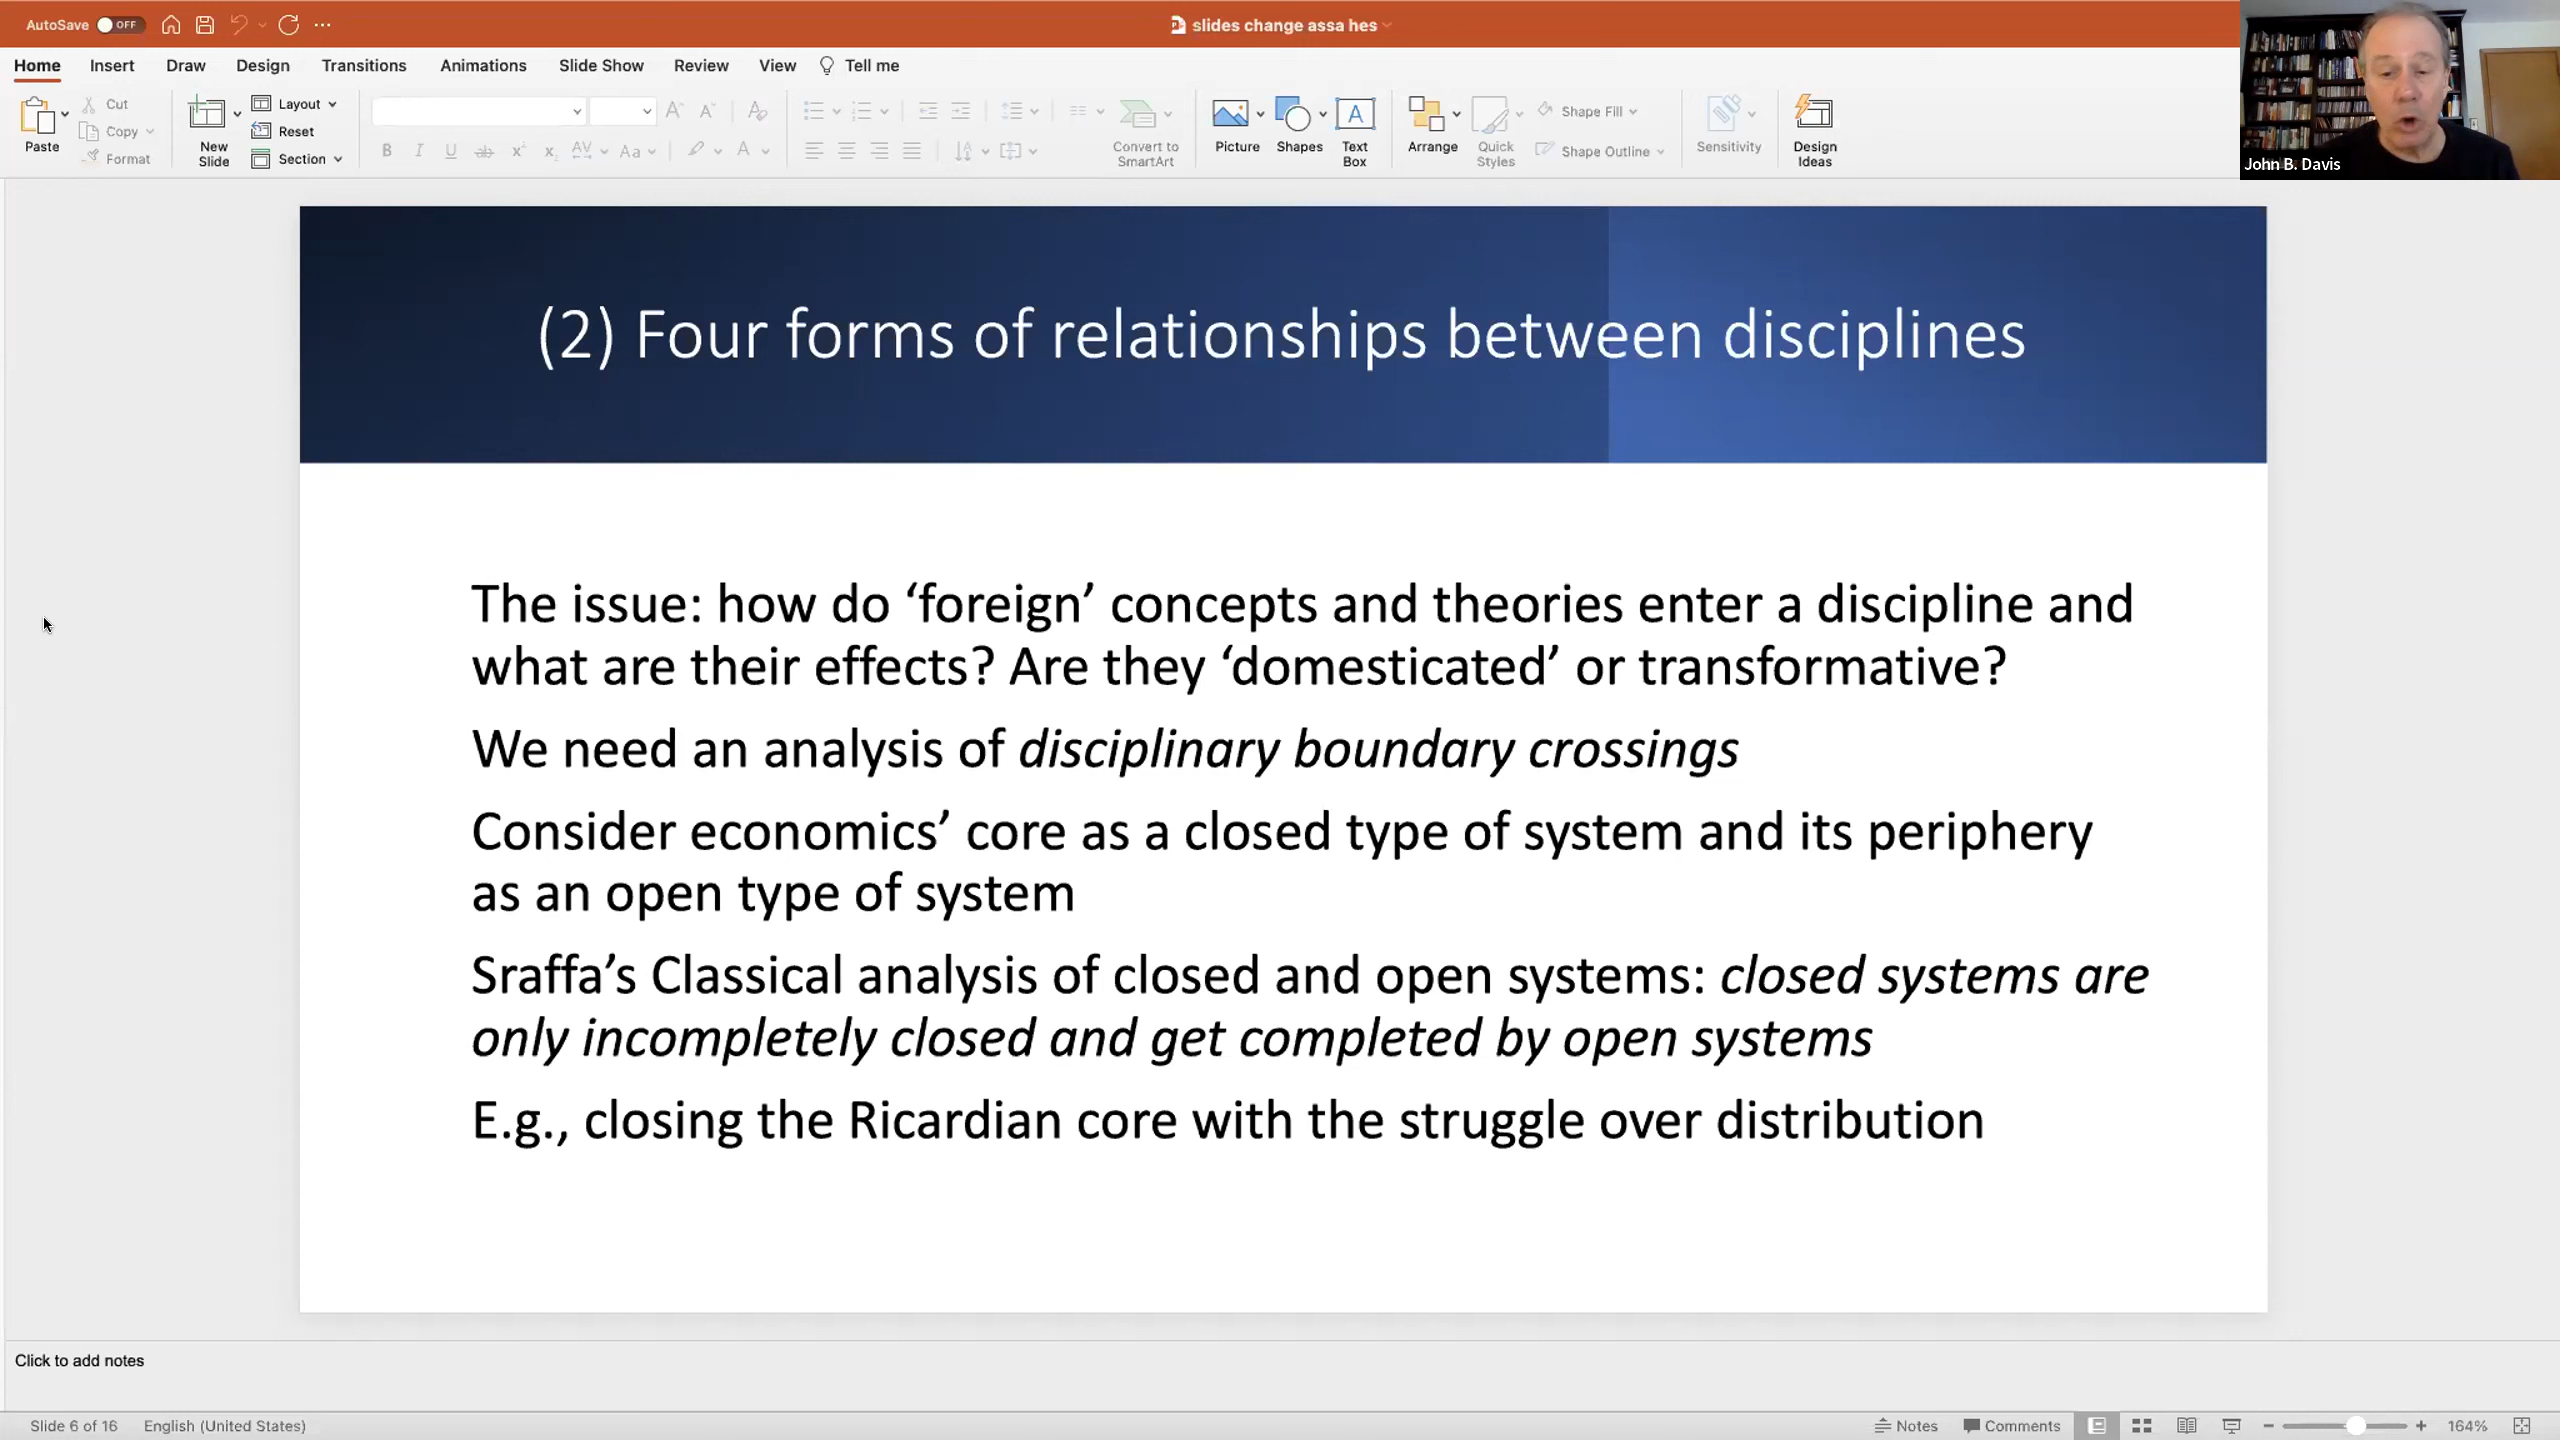 AutoSave OFF
slides change assa hes
Home Insert Draw Design Transitions Animations Slide Show Review View Tell me
Paste
Cut
Copy
Format
New Slide
Layout
Reset
Section
Convert to SmartArt
Picture
Shapes
Text Box
Arrange
Quick Styles
Shape Fill
Shape Outline
Sensitivity
Design Ideas
John B. Davis
(2) Four forms of relationships between disciplines
The issue: how do ‘foreign’ concepts and theories enter a discipline and
what are their effects? Are they ‘domesticated’ or transformative?
We need an analysis of disciplinary boundary crossings
Consider economics’ core as a closed type of system and its periphery
as an open type of system
Sraffa’s Classical analysis of closed and open systems: closed systems are
only incompletely closed and get completed by open systems
E.g., closing the Ricardian core with the struggle over distribution
Click to add notes
Slide 6 of 16 English (United States) Notes Comments 164%